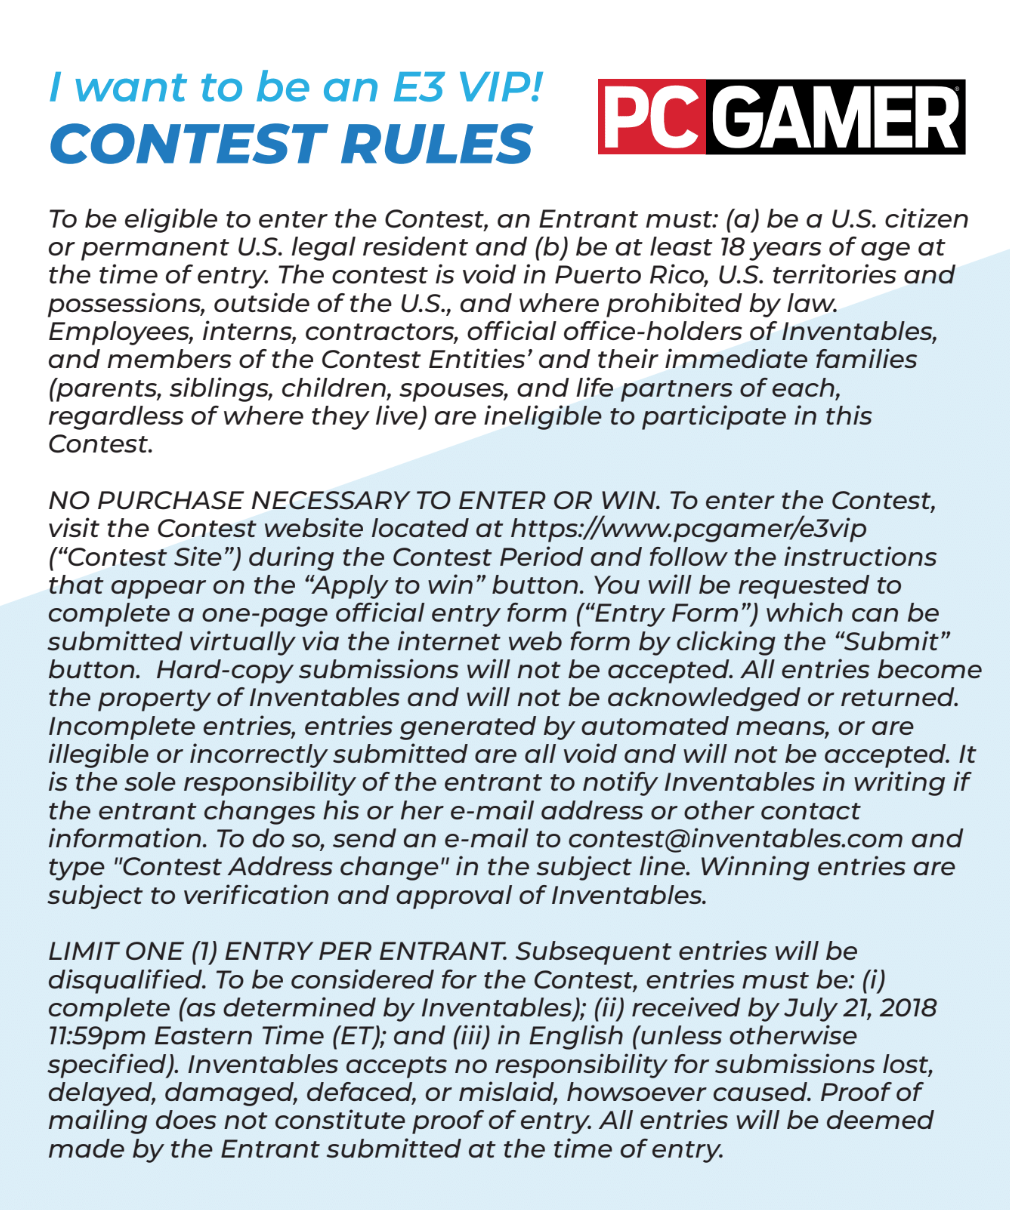 I want to be an E3 VIP!
CONTEST RULES
PC GAMER®
To be eligible to enter the Contest, an Entrant must: (a) be a U.S. citizen
or permanent U.S. legal resident and (b) be at least 18 years of age at
the time of entry. The contest is void in Puerto Rico, U.S. territories and
possessions, outside of the U.S., and where prohibited by law.
Employees, interns, contractors, official office-holders of Inventables,
and members of the Contest Entities’ and their immediate families
(parents, siblings, children, spouses, and life partners of each,
regardless of where they live) are ineligible to participate in this
Contest.
NO PURCHASE NECESSARY TO ENTER OR WIN. To enter the Contest,
visit the Contest website located at https://www.pcgamer/e3vip
(“Contest Site”) during the Contest Period and follow the instructions
that appear on the “Apply to win” button. You will be requested to
complete a one-page official entry form (“Entry Form”) which can be
submitted virtually via the internet web form by clicking the “Submit”
button.  Hard-copy submissions will not be accepted. All entries become
the property of Inventables and will not be acknowledged or returned.
Incomplete entries, entries generated by automated means, or are
illegible or incorrectly submitted are all void and will not be accepted. It
is the sole responsibility of the entrant to notify Inventables in writing if
the entrant changes his or her e-mail address or other contact
information. To do so, send an e-mail to contest@inventables.com and
type "Contest Address change" in the subject line. Winning entries are
subject to verification and approval of Inventables.
LIMIT ONE (1) ENTRY PER ENTRANT. Subsequent entries will be
disqualified. To be considered for the Contest, entries must be: (i)
complete (as determined by Inventables); (ii) received by July 21, 2018
11:59pm Eastern Time (ET); and (iii) in English (unless otherwise
specified). Inventables accepts no responsibility for submissions lost,
delayed, damaged, defaced, or mislaid, howsoever caused. Proof of
mailing does not constitute proof of entry. All entries will be deemed
made by the Entrant submitted at the time of entry.